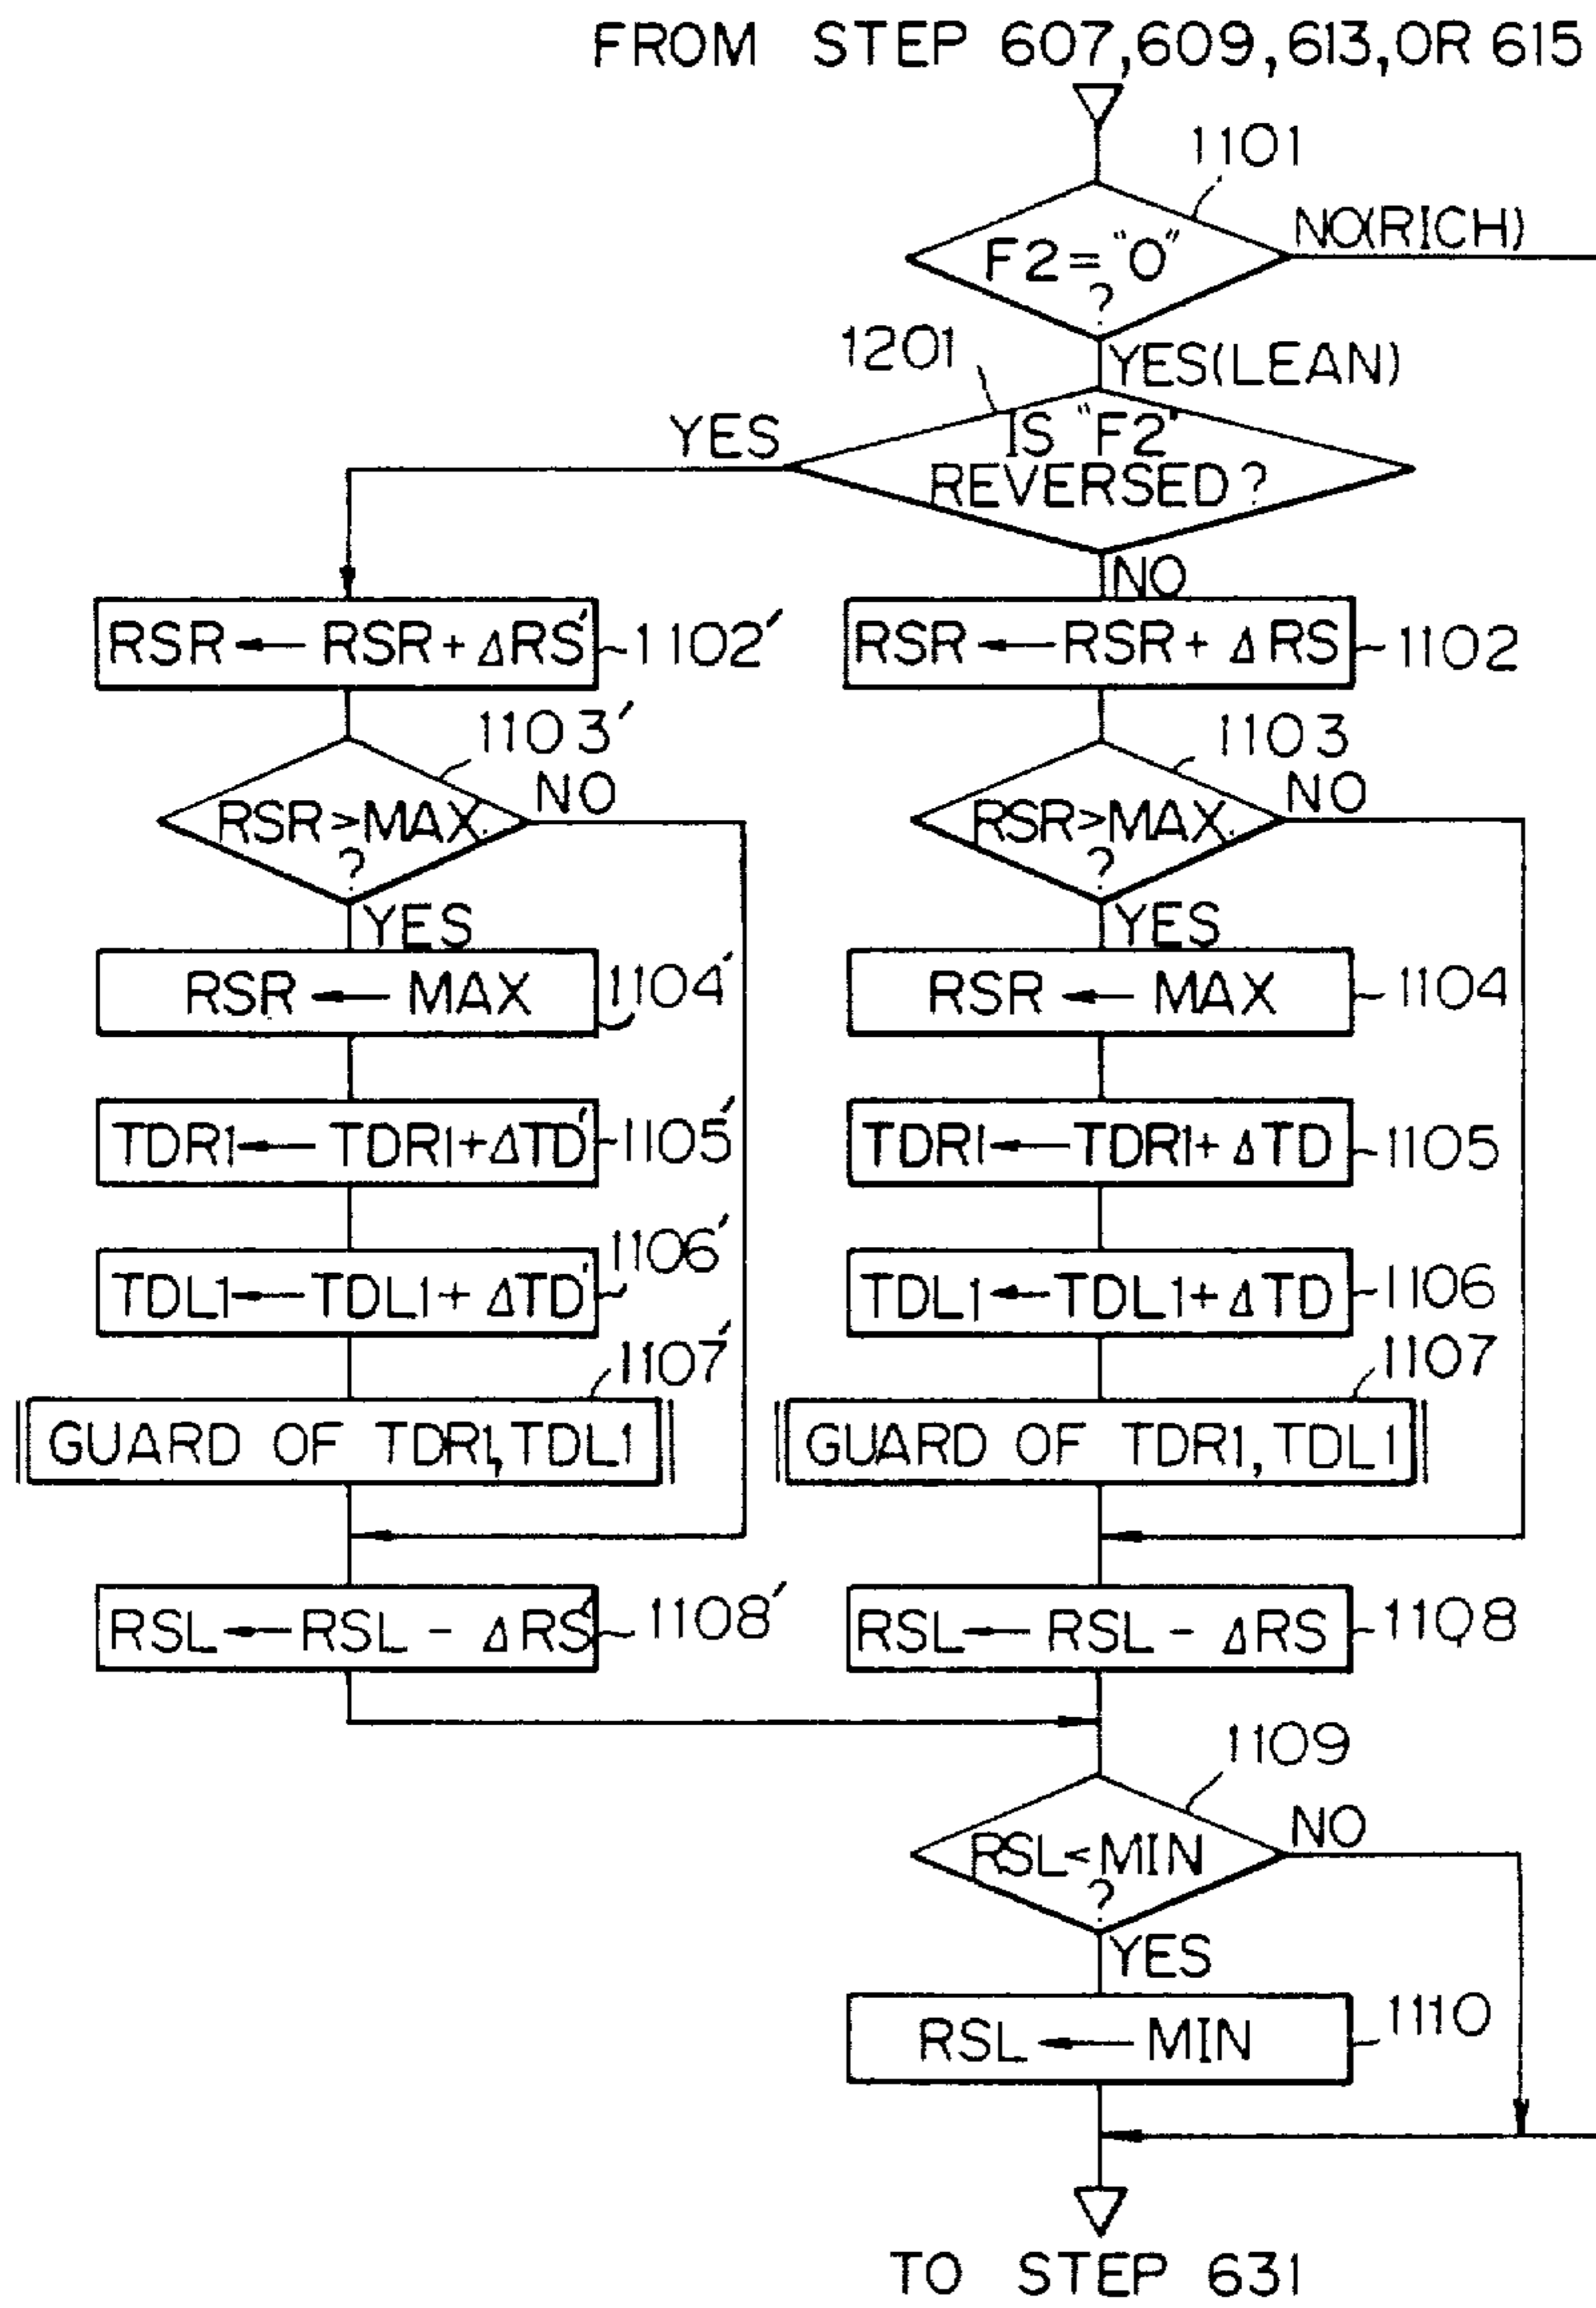 FROM STEP 607,609,613,OR 615
1101
F2="0"
?
NO(RICH)
YES(LEAN)
1201
IS "F2"
REVERSED?
YES
NO
RSR ← RSR + ΔRS'
1102'
RSR ← RSR + ΔRS
1102
1103'
RSR>MAX.
?
NO
YES
1103
RSR>MAX.
?
NO
YES
RSR ← MAX
1104'
RSR ← MAX
1104
TDR1 ← TDR1+ΔTD'
1105'
TDR1 ← TDR1+ΔTD
1105
TDL1 ← TDL1+ ΔTD'
1106'
TDL1 ← TDL1+ΔTD
1106
1107'
GUARD OF TDR1,TDL1
1107
GUARD OF TDR1,TDL1
RSL ← RSL - ΔRS'
1108'
RSL ← RSL - ΔRS
1108
1109
RSL<MIN
?
NO
YES
RSL ← MIN
1110
TO STEP 631